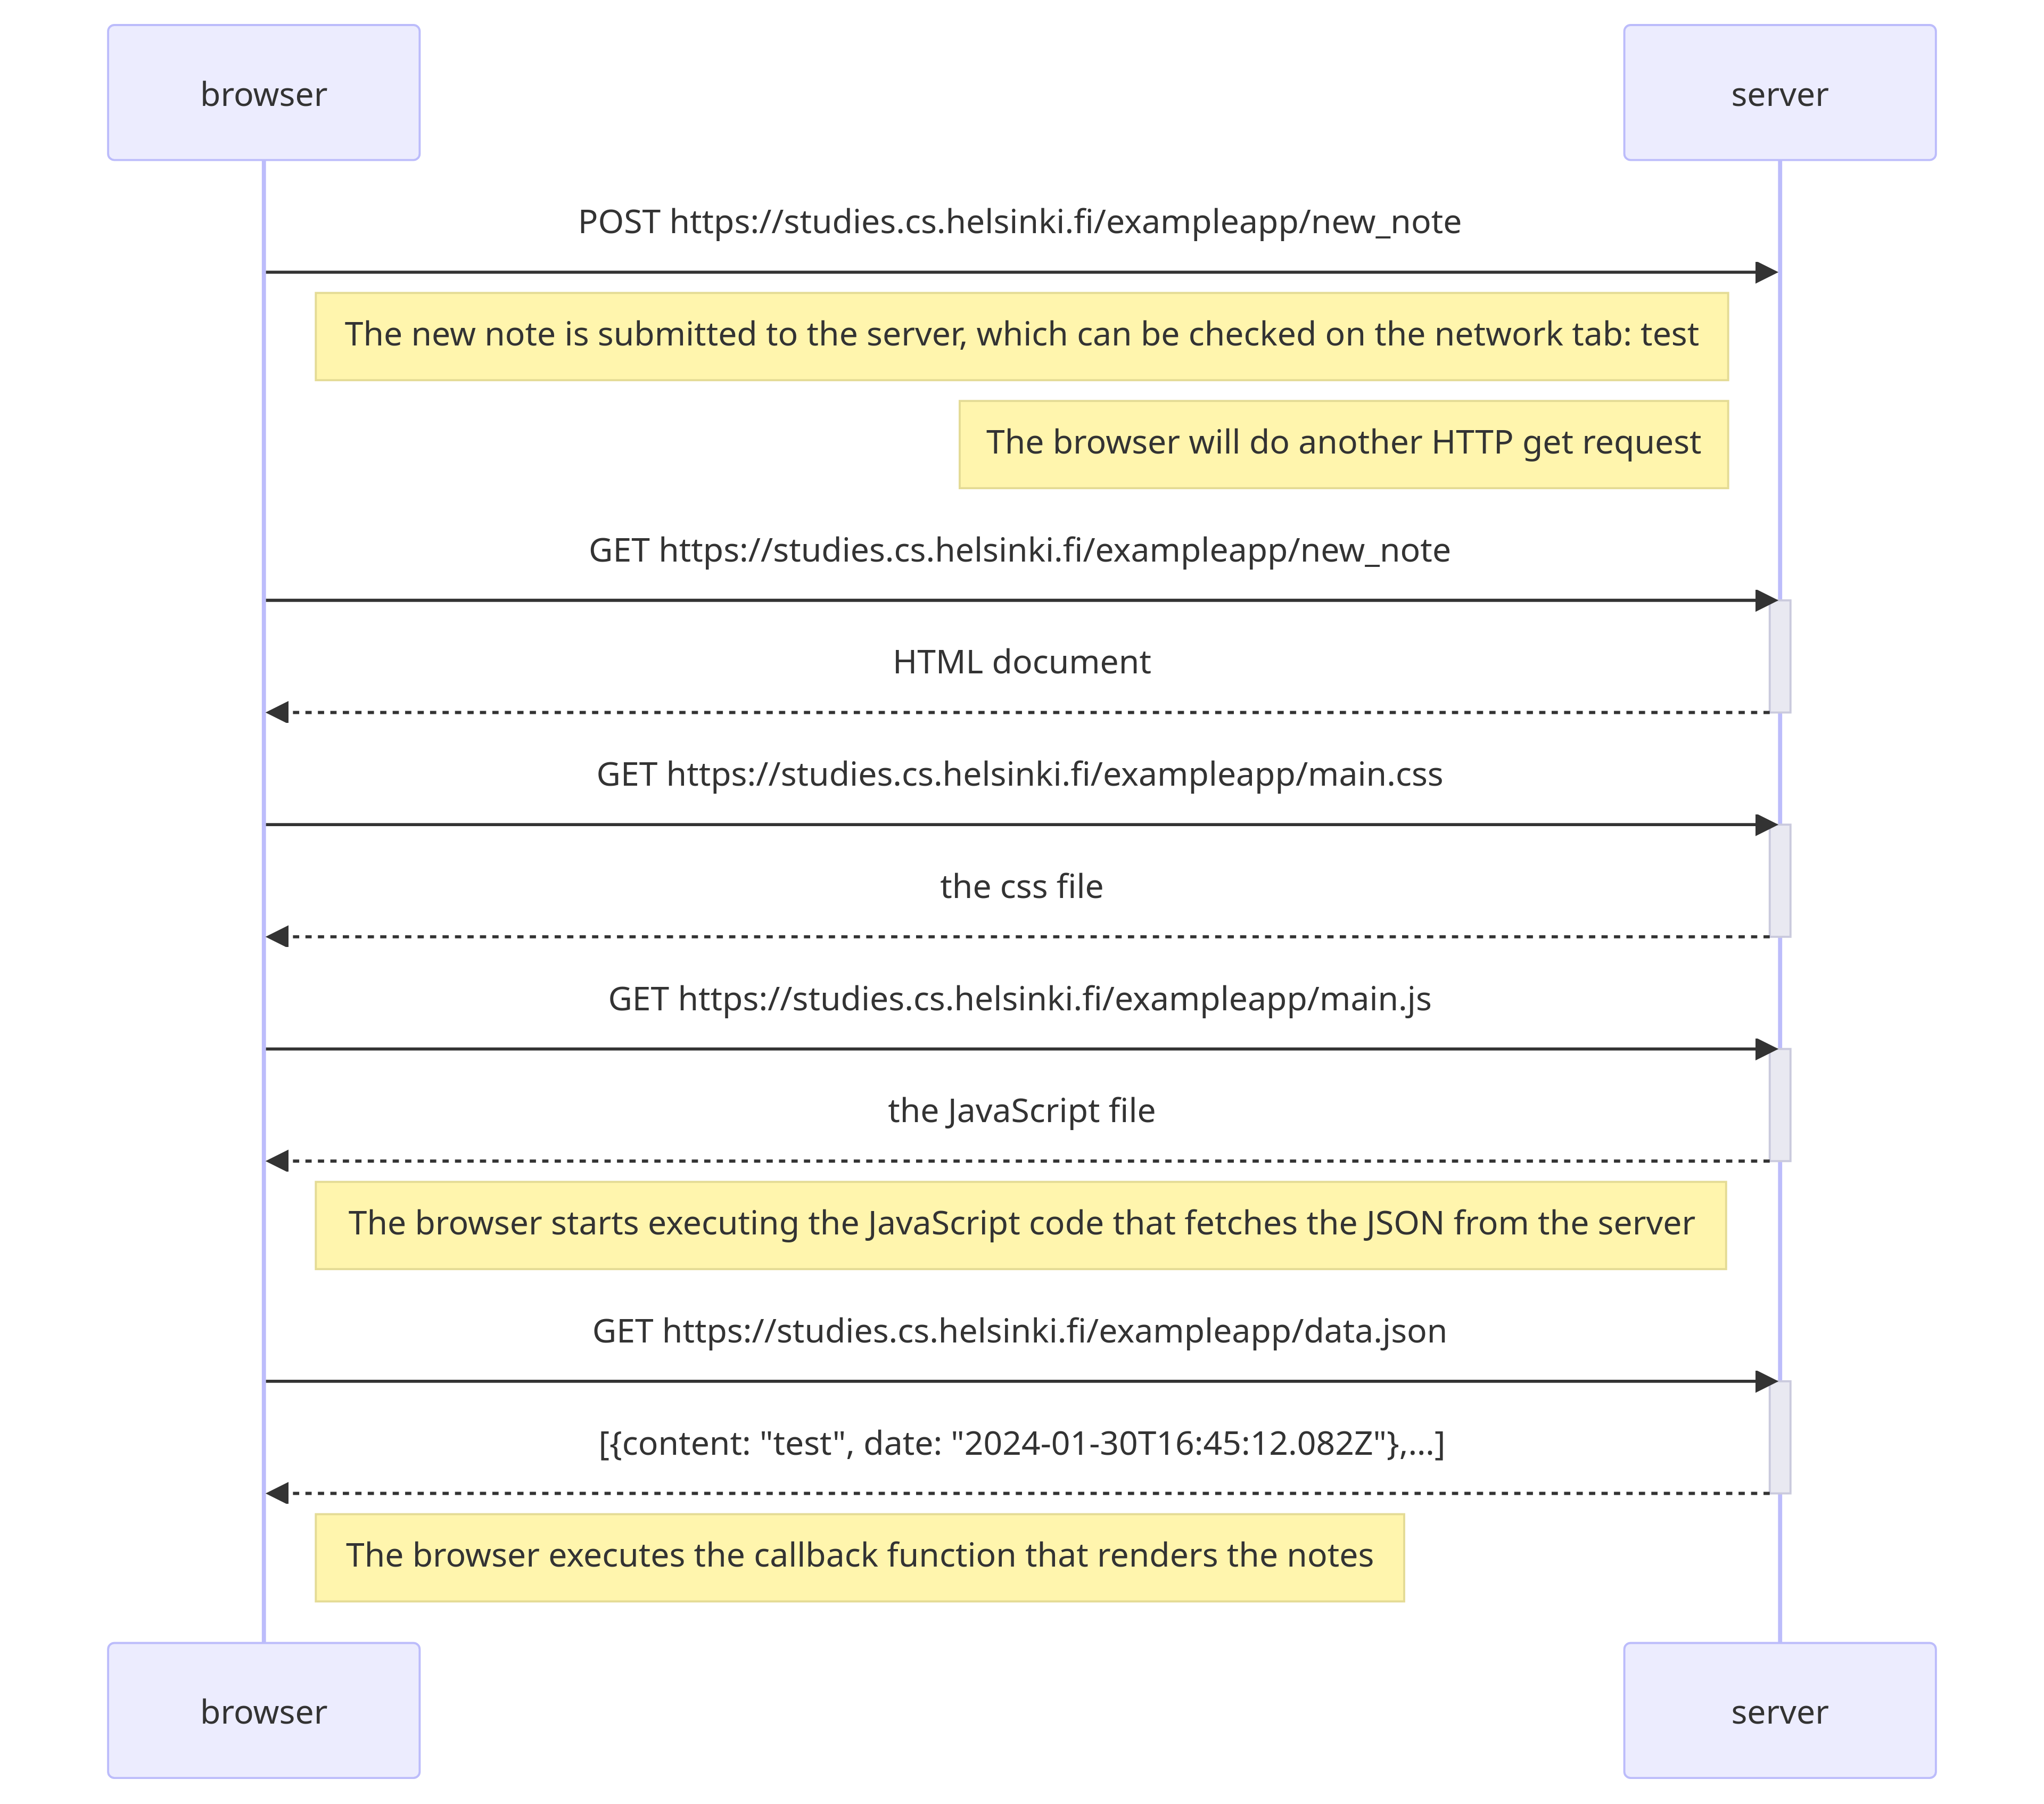 browser
server
POST https://studies.cs.helsinki.fi/exampleapp/new_note
The new note is submitted to the server, which can be checked on the network tab: test
The browser will do another HTTP get request
GET https://studies.cs.helsinki.fi/exampleapp/new_note
HTML document
GET https://studies.cs.helsinki.fi/exampleapp/main.css
the css file
GET https://studies.cs.helsinki.fi/exampleapp/main.js
the JavaScript file
The browser starts executing the JavaScript code that fetches the JSON from the server
GET https://studies.cs.helsinki.fi/exampleapp/data.json
[{content: "test", date: "2024-01-30T16:45:12.082Z"},...]
The browser executes the callback function that renders the notes
browser
server